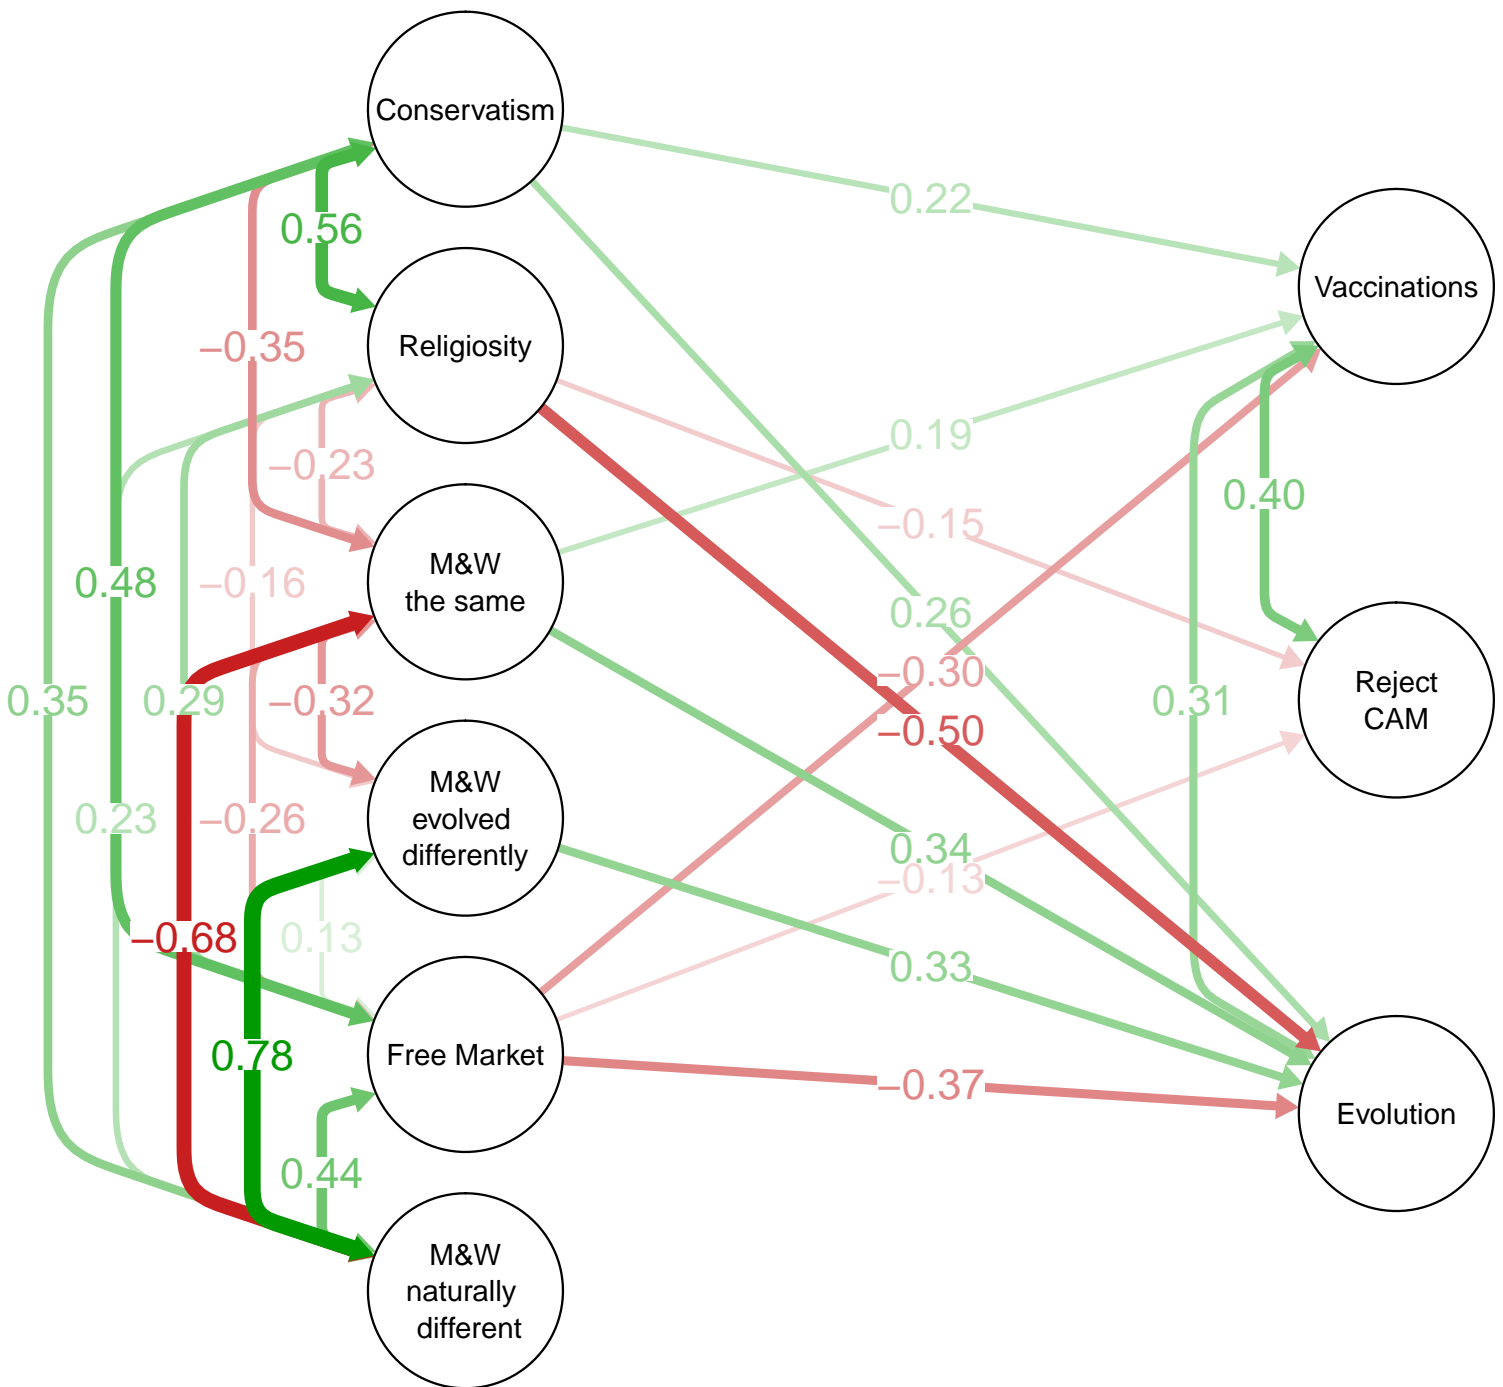 Conservatism
0.22
0.56
Vaccinations
Religiosity
−0.35
0.19
−0.23
0.40
−0.15
M&W
the same
0.48
−0.16
0.26
−0.30
0.35
0.29
−0.32
0.31
Reject
CAM
−0.50
M&W
evolved
differently
0.23
−0.26
0.34
−0.13
−0.68
0.13
0.33
0.78
Free Market
−0.37
Evolution
0.44
M&W
naturally
different